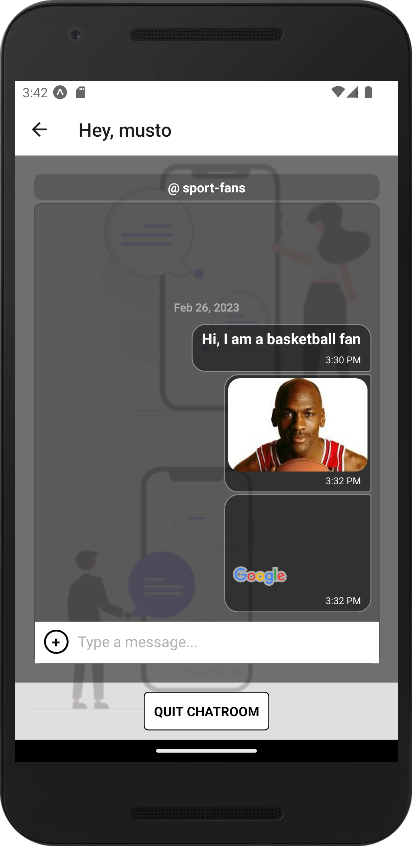 3:42
Hey, musto
@ sport-fans
Feb 26, 2023
Hi, I am a basketball fan
3:30 PM
3:32 PM
Google
3:32 PM
Type a message...
QUIT CHATROOM